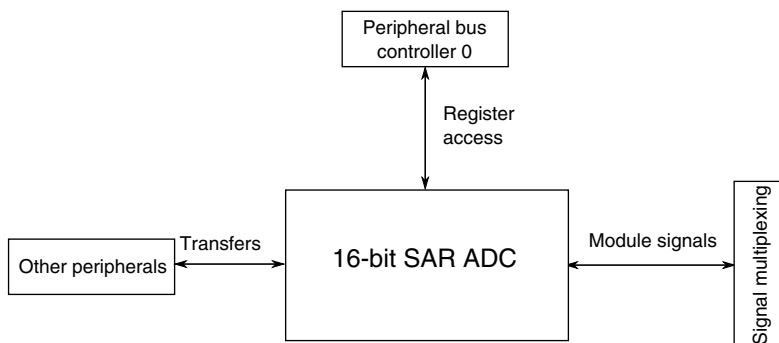 Peripheral bus
controller 0
Register
access
Other peripherals
Transfers
16-bit SAR ADC
Module signals
Signal multiplexing